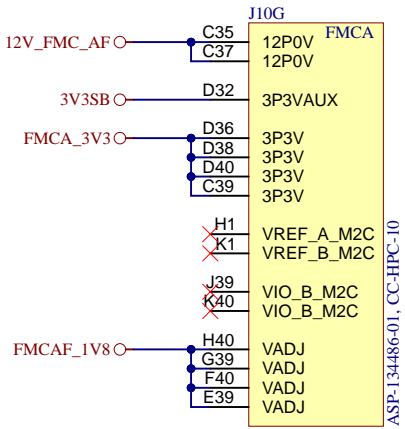 J10G
FMCA
12V_FMC_AF C35 12P0V
C37 12P0V
3V3SB D32 3P3VAUX
FMCA_3V3 D36 3P3V
D38 3P3V
D40 3P3V
C39 3P3V
H1 VREF_A_M2C
K1 VREF_B_M2C
J39 VIO_B_M2C
K40 VIO_B_M2C
FMCAF_1V8 H40 VADJ
G39 VADJ
F40 VADJ
E39 VADJ
ASP-134486-01, CC-HPC-10